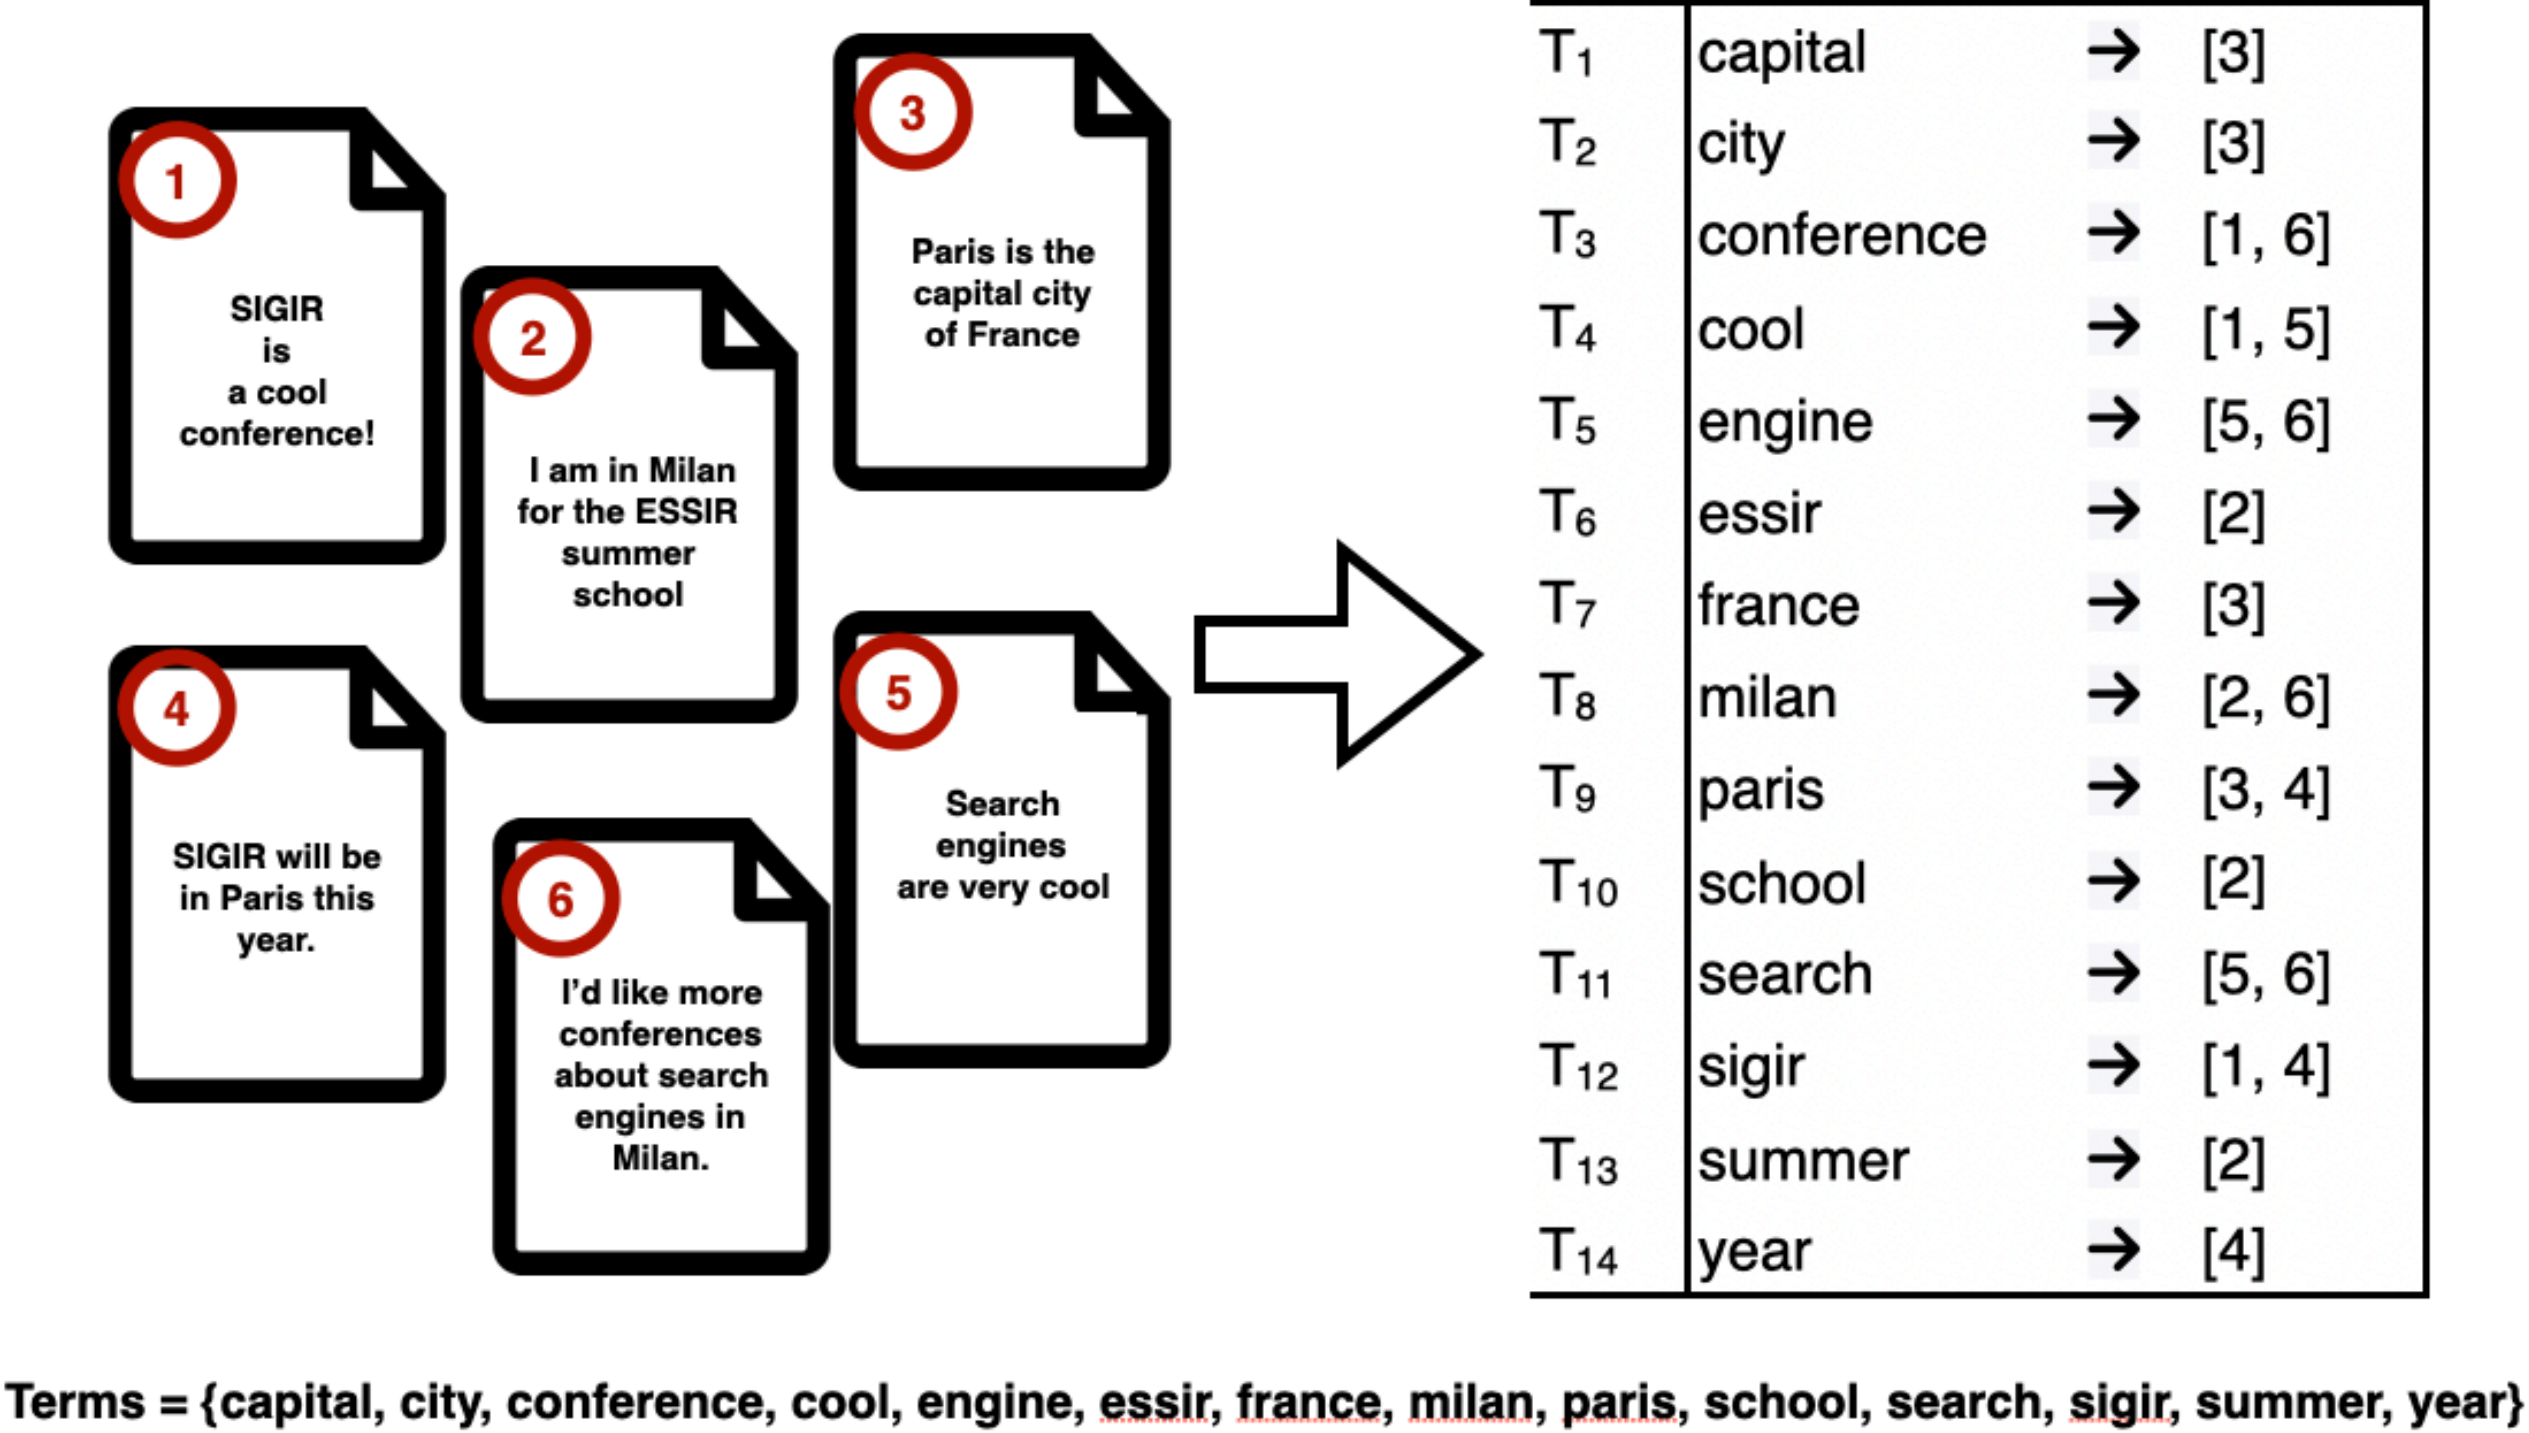 1
SIGIR
is
a cool
conference!
2
I am in Milan
for the ESSIR
summer
school
3
Paris is the
capital city
of France
4
SIGIR will be
in Paris this
year.
5
Search
engines
are very cool
6
I'd like more
conferences
about search
engines in
Milan.
T1 capital → [3]
T2 city → [3]
T3 conference → [1, 6]
T4 cool → [1, 5]
T5 engine → [5, 6]
T6 essir → [2]
T7 france → [3]
T8 milan → [2, 6]
T9 paris → [3, 4]
T10 school → [2]
T11 search → [5, 6]
T12 sigir → [1, 4]
T13 summer → [2]
T14 year → [4]
Terms = {capital, city, conference, cool, engine, essir, france, milan, paris, school, search, sigir, summer, year}